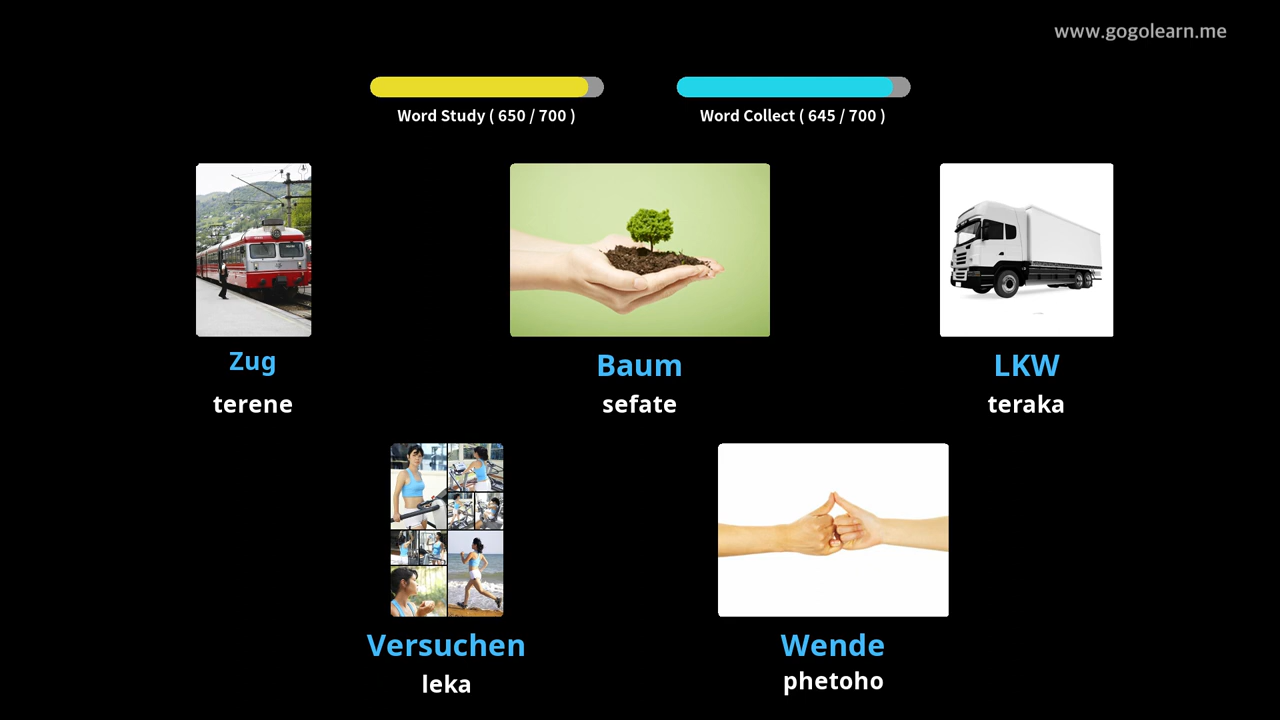 www.gogolearn.me
Word Study ( 650 / 700 )
Word Collect ( 645 / 700 )
Zug
terene
Baum
sefate
LKW
teraka
Versuchen
leka
Wende
phetoho